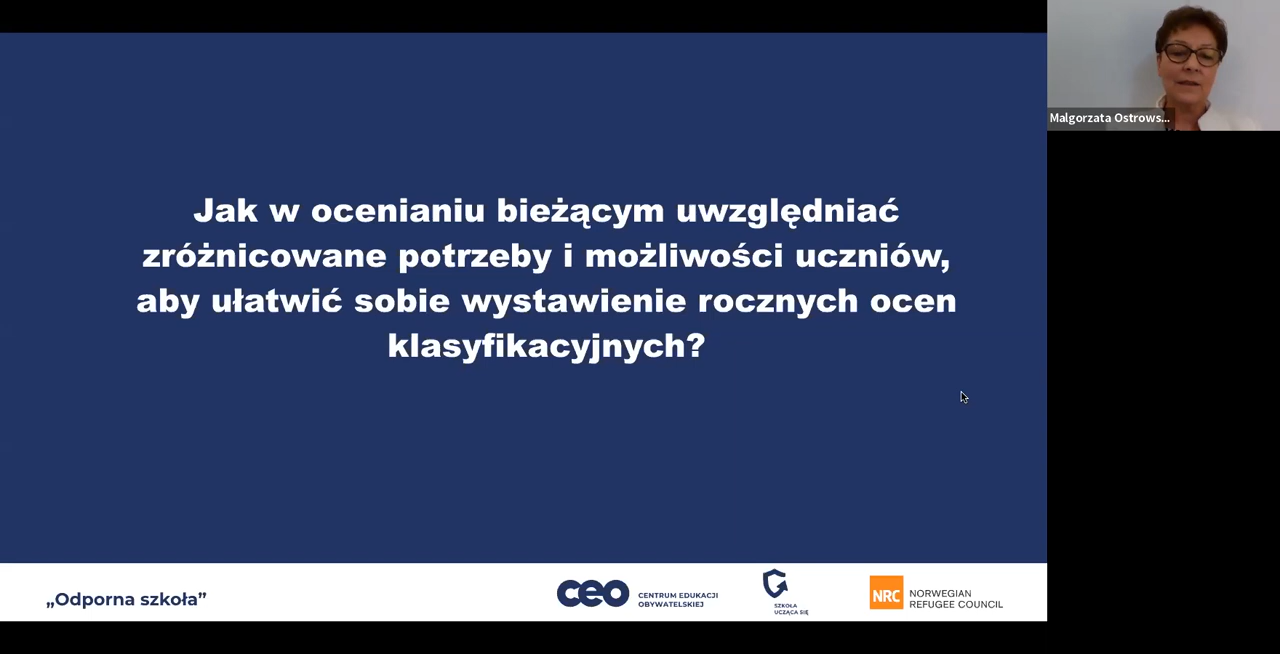 Malgorzata Ostrows...
Jak w ocenianiu bieżącym uwzględniać
zróżnicowane potrzeby i możliwości uczniów,
aby ułatwić sobie wystawienie rocznych ocen
klasyfikacyjnych?
„Odporna szkoła”
ceo
CENTRUM EDUKACJI
OBYWATELSKIEJ
SZKOŁA
UCZĄCA SIĘ
NRC
NORWEGIAN
REFUGEE COUNCIL